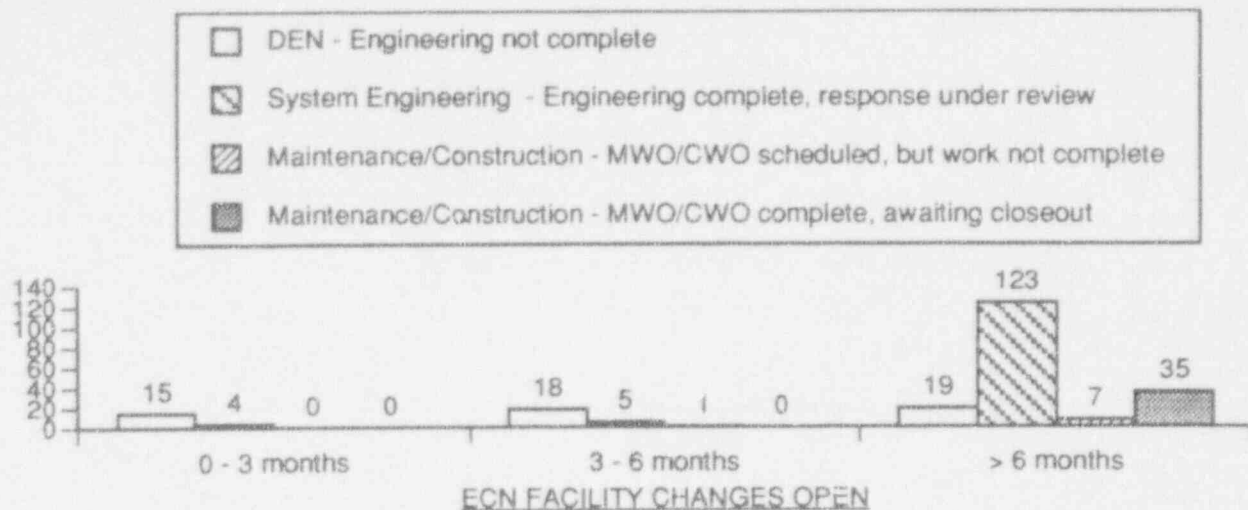 DEN - Engineering not complete
System Engineering - Engineering complete, response under review
Maintenance/Construction - MWO/CWO scheduled, but work not complete
Maintenance/Construction - MWO/CWO complete, awaiting closeout
140
120
100
80
60
40
20
0
15 4 0 0 18 5 1 0 19 123 7 35
0 - 3 months 3 - 6 months > 6 months
ECN FACILITY CHANGES OPEN